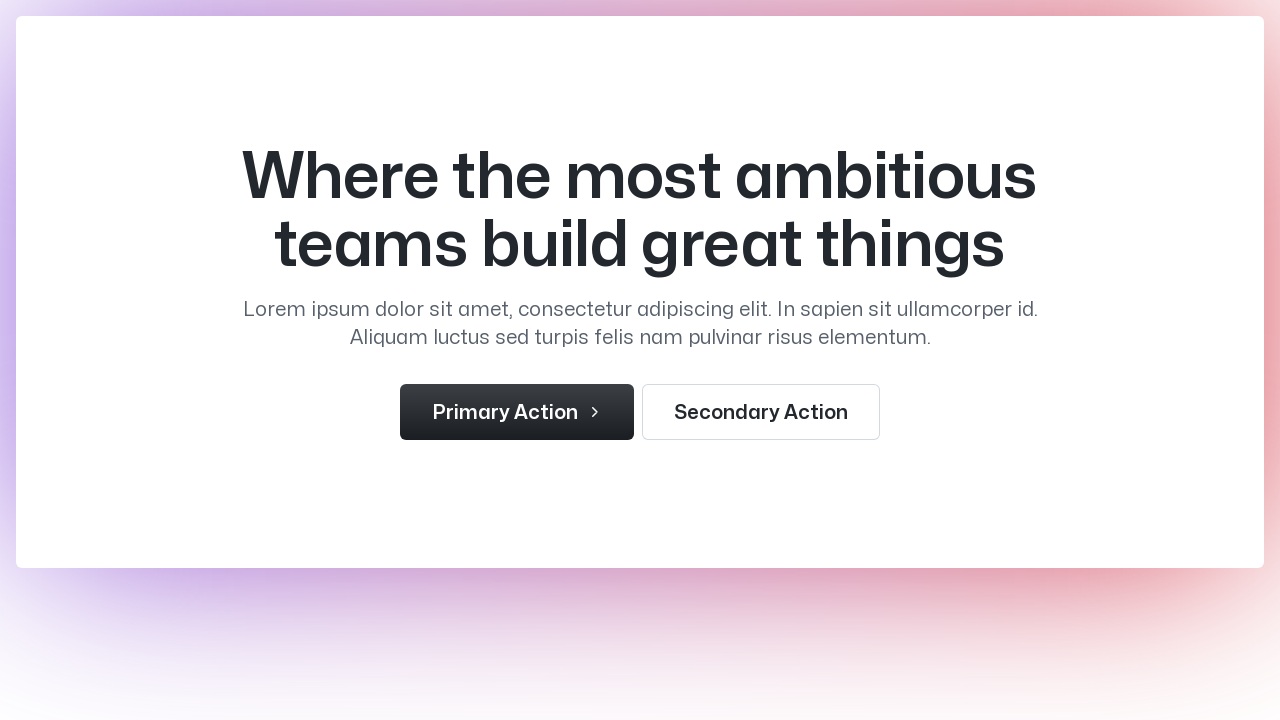 Where the most ambitious
teams build great things
Lorem ipsum dolor sit amet, consectetur adipiscing elit. In sapien sit ullamcorper id.
Aliquam luctus sed turpis felis nam pulvinar risus elementum.
Primary Action
Secondary Action